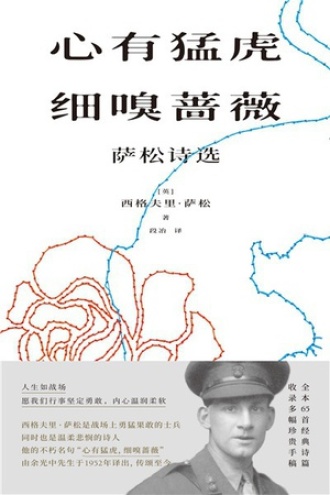 心有猛虎
细嗅蔷薇
萨松诗选
[英]
西格夫里·萨松
著
段冶 译
人生如战场
愿我们行事坚定勇敢，内心温润柔软
西格夫里·萨松是战场上勇猛果敢的士兵
同时也是温柔悲悯的诗人
他的不朽名句“心有猛虎，细嗅蔷薇”
由余光中先生于1952年译出，传颂至今
全本65首经典诗篇
收录多幅珍贵手稿